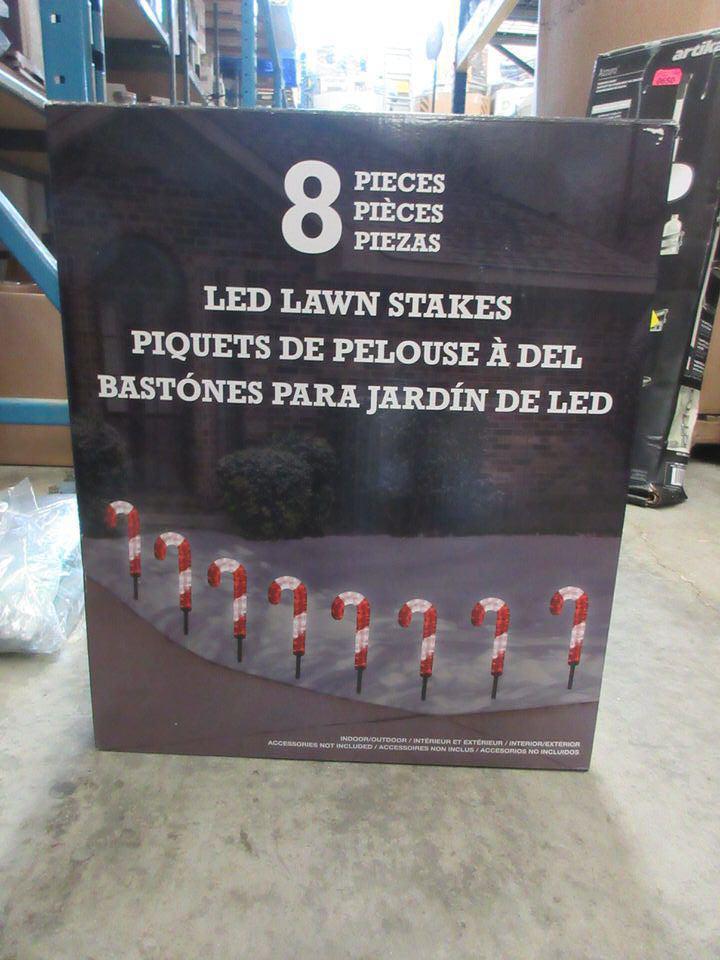 8 PIECES
PIÈCES
PIEZAS
LED LAWN STAKES
PIQUETS DE PELOUSE À DEL
BASTÓNES PARA JARDÍN DE LED
INDOOR/OUTDOOR / INTÉRIEUR ET EXTÉRIEUR / INTERIOR/EXTERIOR
ACCESSORIES NOT INCLUDED / ACCESSOIRES NON INCLUS / ACCESORIOS NO INCLUIDOS
artika